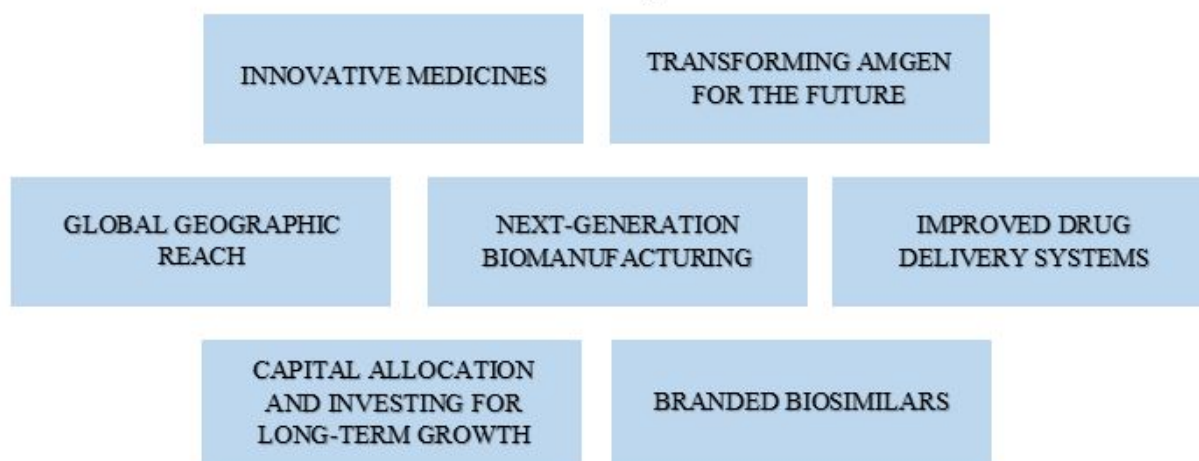 INNOVATIVE MEDICINES
TRANSFORMING AMGEN
FOR THE FUTURE
GLOBAL GEOGRAPHIC
REACH
NEXT-GENERATION
BIOMANUFACTURING
IMPROVED DRUG
DELIVERY SYSTEMS
CAPITAL ALLOCATION
AND INVESTING FOR
LONG-TERM GROWTH
BRANDED BIOSIMILARS